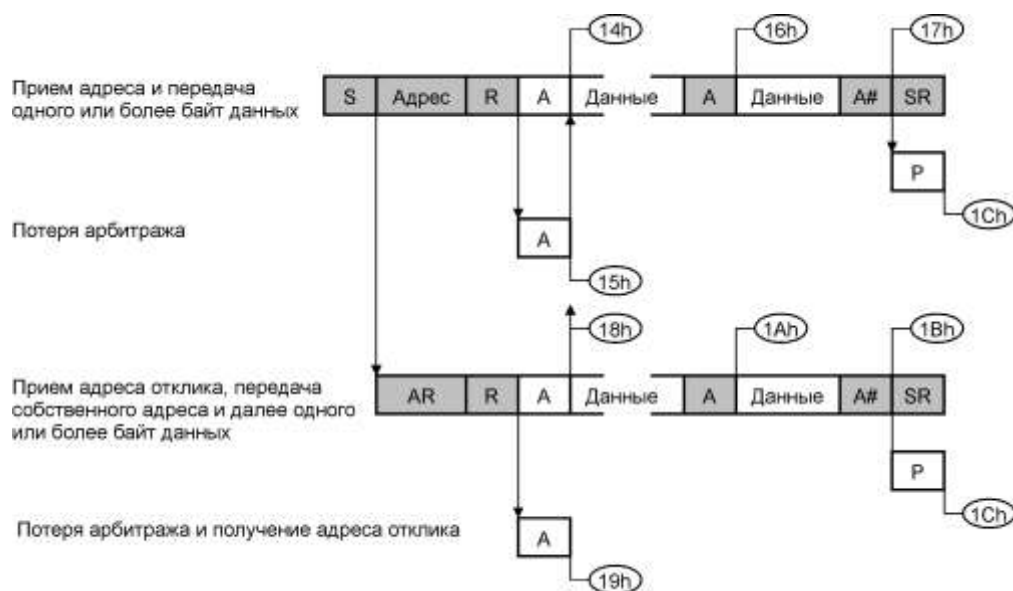 14h 16h 17h
Прием адреса и передача
одного или более байт данных
S Адрес R A Данные A Данные A# SR
P
1Ch
Потеря арбитража
A
15h
18h 1Ah 1Bh
Прием адреса отклика, передача
собственного адреса и далее одного
или более байт данных
AR R A Данные A Данные A# SR
P
1Ch
Потеря арбитража и получение адреса отклика
A
19h